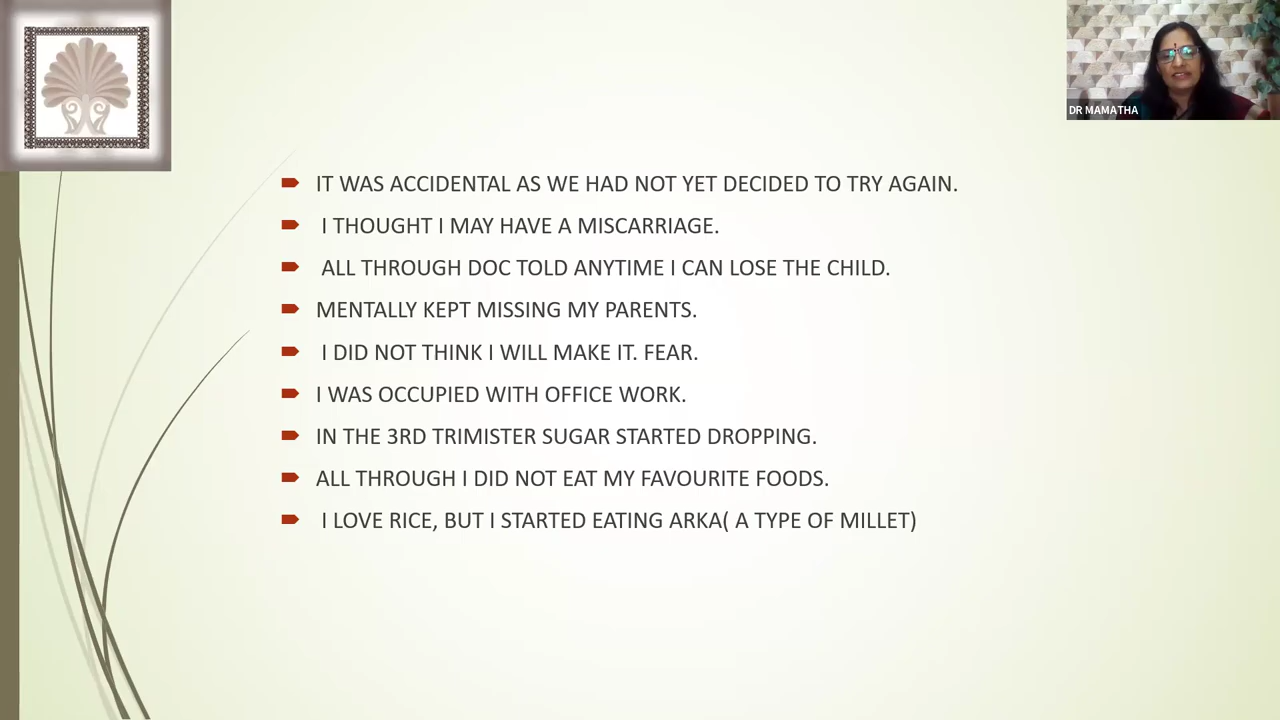 DR MAMATHA
IT WAS ACCIDENTAL AS WE HAD NOT YET DECIDED TO TRY AGAIN.
I THOUGHT I MAY HAVE A MISCARRIAGE.
ALL THROUGH DOC TOLD ANYTIME I CAN LOSE THE CHILD.
MENTALLY KEPT MISSING MY PARENTS.
I DID NOT THINK I WILL MAKE IT. FEAR.
I WAS OCCUPIED WITH OFFICE WORK.
IN THE 3RD TRIMISTER SUGAR STARTED DROPPING.
ALL THROUGH I DID NOT EAT MY FAVOURITE FOODS.
I LOVE RICE, BUT I STARTED EATING ARKA( A TYPE OF MILLET)